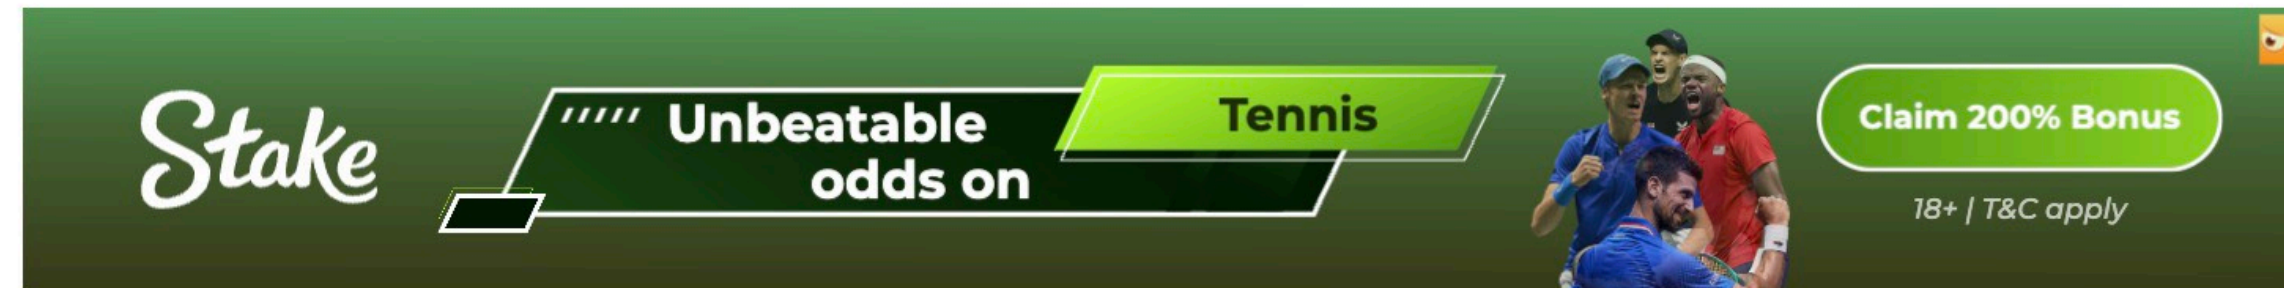 Stake
Unbeatable
odds on
Tennis
Claim 200% Bonus
18+ | T&C apply